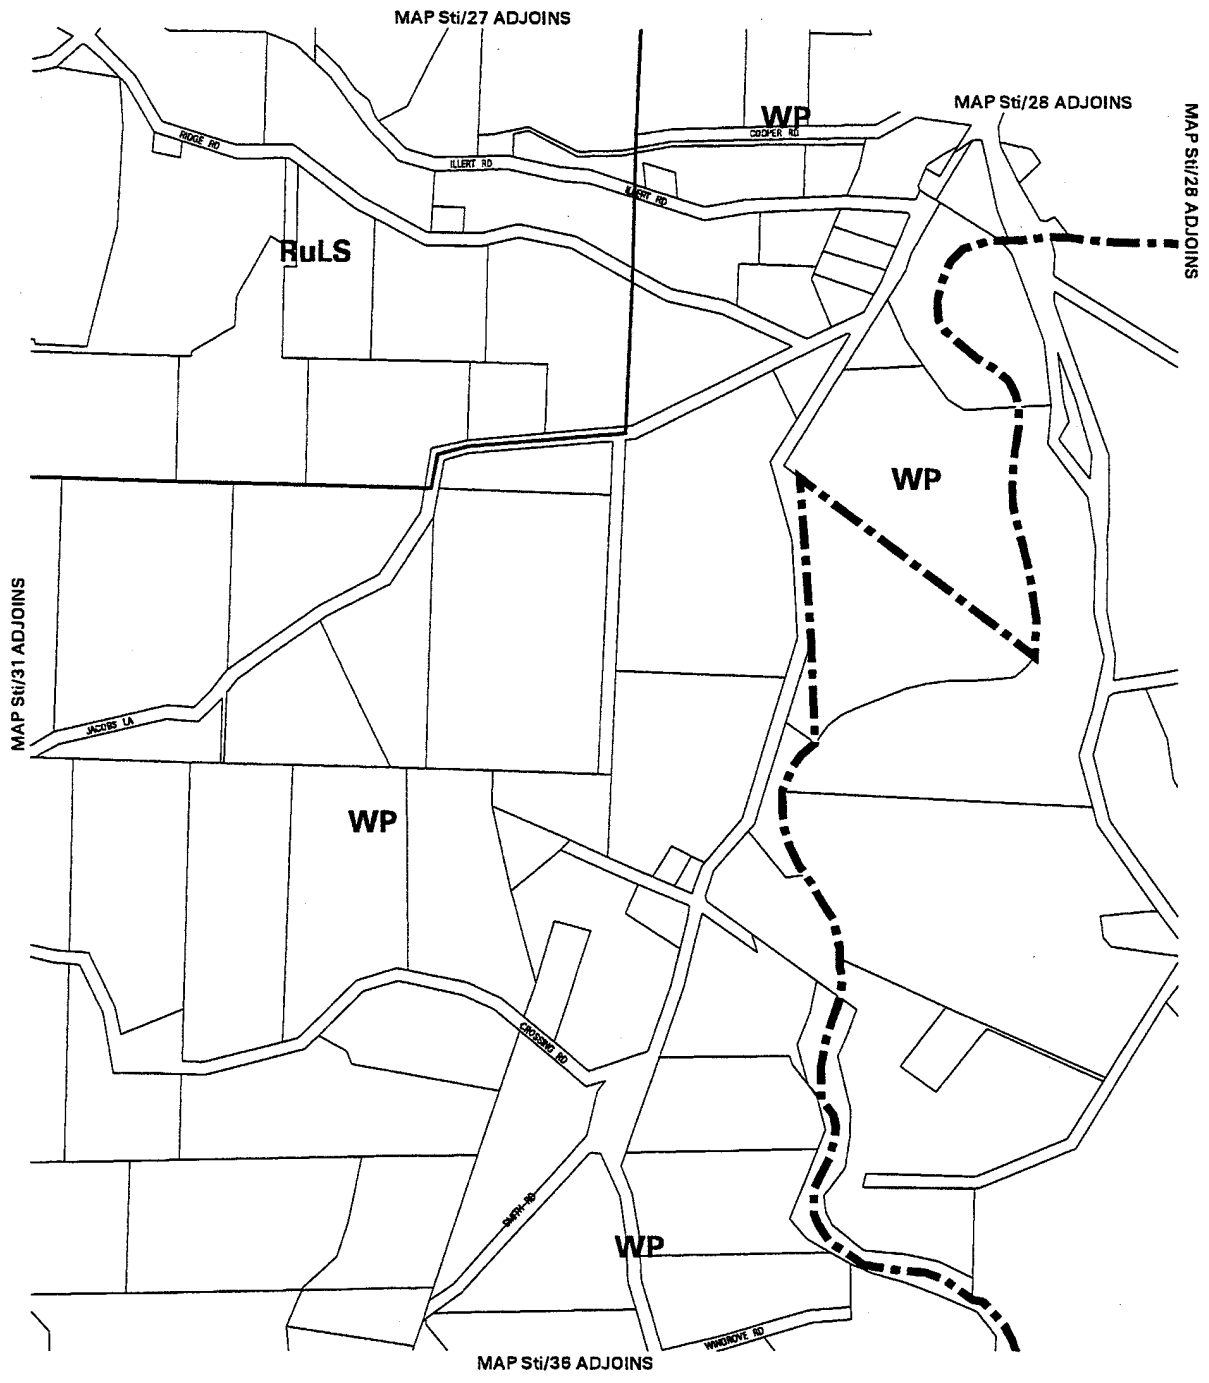 MAP Sti/27 ADJOINS
MAP Sti/28 ADJOINS
MAP Sti/28 ADJOINS
WP
COOPER RD
RIDGE RD
ILLERT RD
ILLERT RD
RuLS
WP
MAP Sti/31 ADJOINS
JACOBS LA
WP
CROSSING RD
SMITH RD
WP
WINGROVE RD
MAP Sti/36 ADJOINS